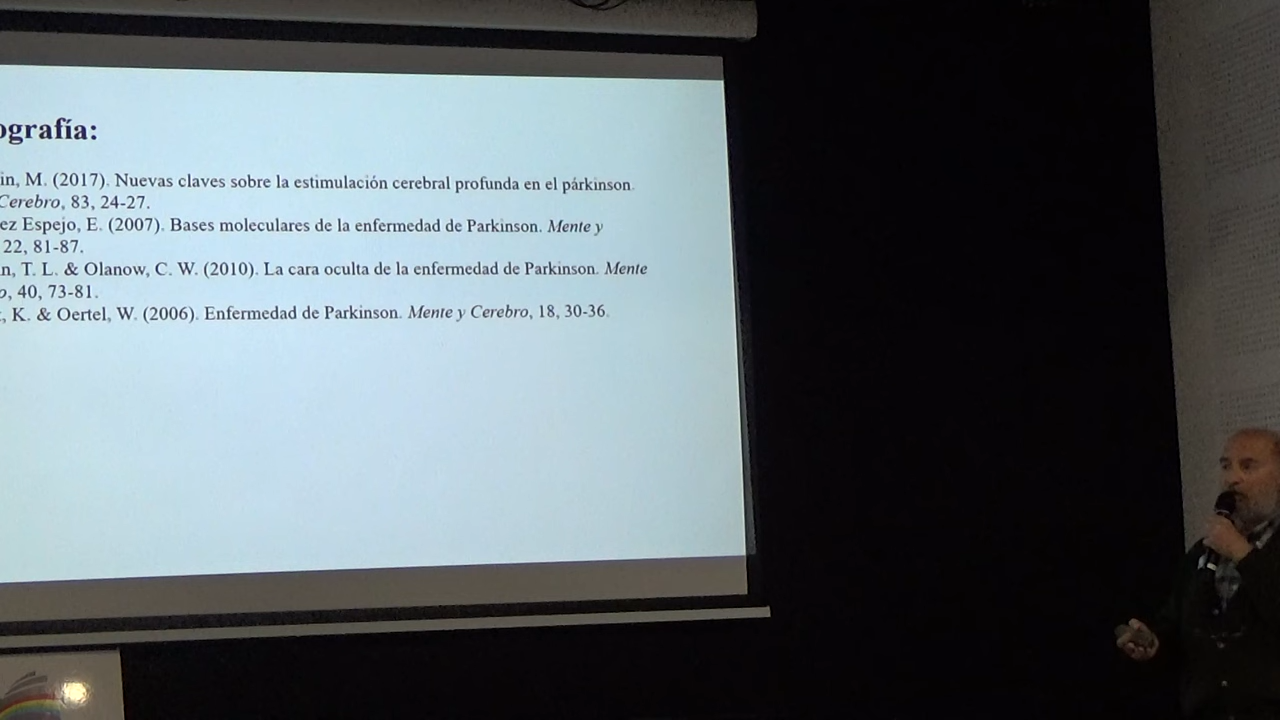 ografía:
in, M. (2017). Nuevas claves sobre la estimulación cerebral profunda en el párkinson.
Cerebro, 83, 24-27.
ez Espejo, E. (2007). Bases moleculares de la enfermedad de Parkinson. Mente y
22, 81-87.
n, T. L. & Olanow, C. W. (2010). La cara oculta de la enfermedad de Parkinson. Mente
o, 40, 73-81.
, K. & Oertel, W. (2006). Enfermedad de Parkinson. Mente y Cerebro, 18, 30-36.